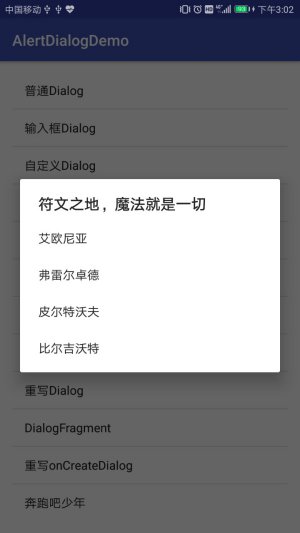 中国移动 HD 4G 100 下午3:02
AlertDialogDemo
普通Dialog
输入框Dialog
自定义Dialog
符文之地，魔法就是一切
艾欧尼亚
弗雷尔卓德
皮尔特沃夫
比尔吉沃特
重写Dialog
DialogFragment
重写onCreateDialog
奔跑吧少年